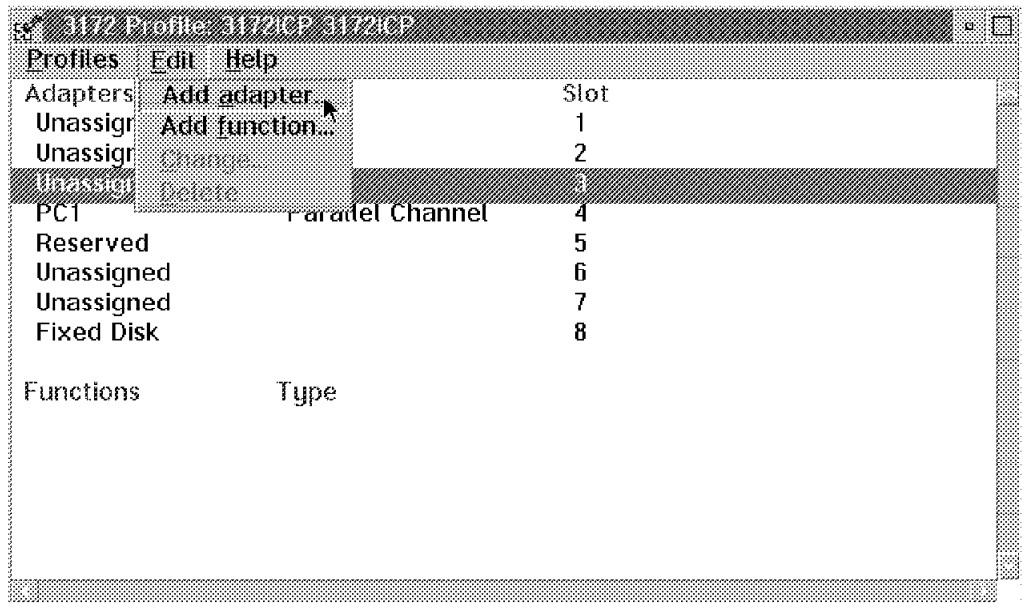 3172 Profile: 3172ICP 3172ICP
Profiles Edit Help
Adapters Slot
Add adapter...
Unassign 1
Add function...
Unassign 2
Change...
Unassign 3
Delete...
PC1 Parallel Channel 4
Reserved 5
Unassigned 6
Unassigned 7
Fixed Disk 8
Functions Type